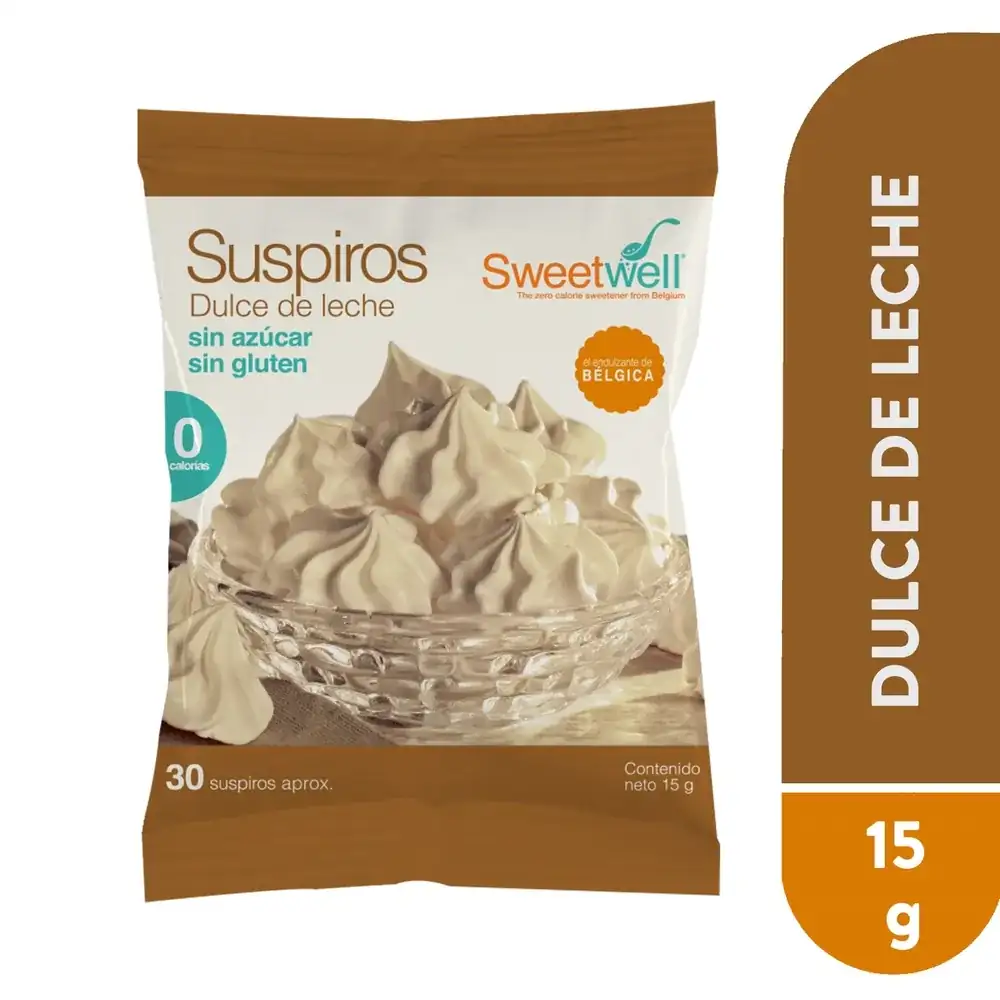 Suspiros
Dulce de leche
sin azúcar
sin gluten
Sweetwell®
The zero calorie sweetener from Belgium
el endulzante de
BÉLGICA
0
calorías
30 suspiros aprox.
Contenido
neto 15 g
DULCE DE LECHE
15
g